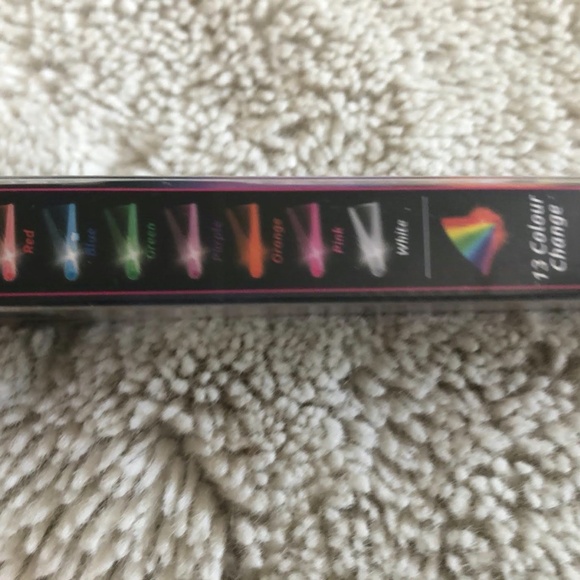 Red
Blue
Green
Purple
Orange
Pink
White
13 Colour
Change